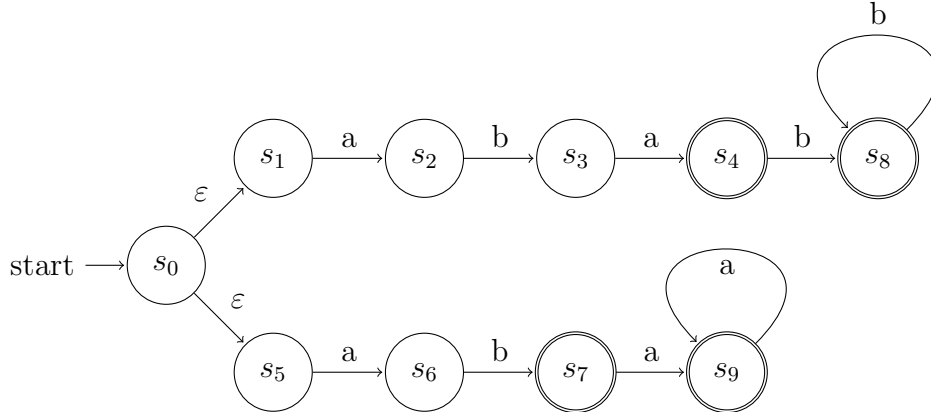 b
a b a b
s₁ s₂ s₃ s₄ s₈
ε
start s₀ a
ε
a b a
s₅ s₆ s₇ s₉